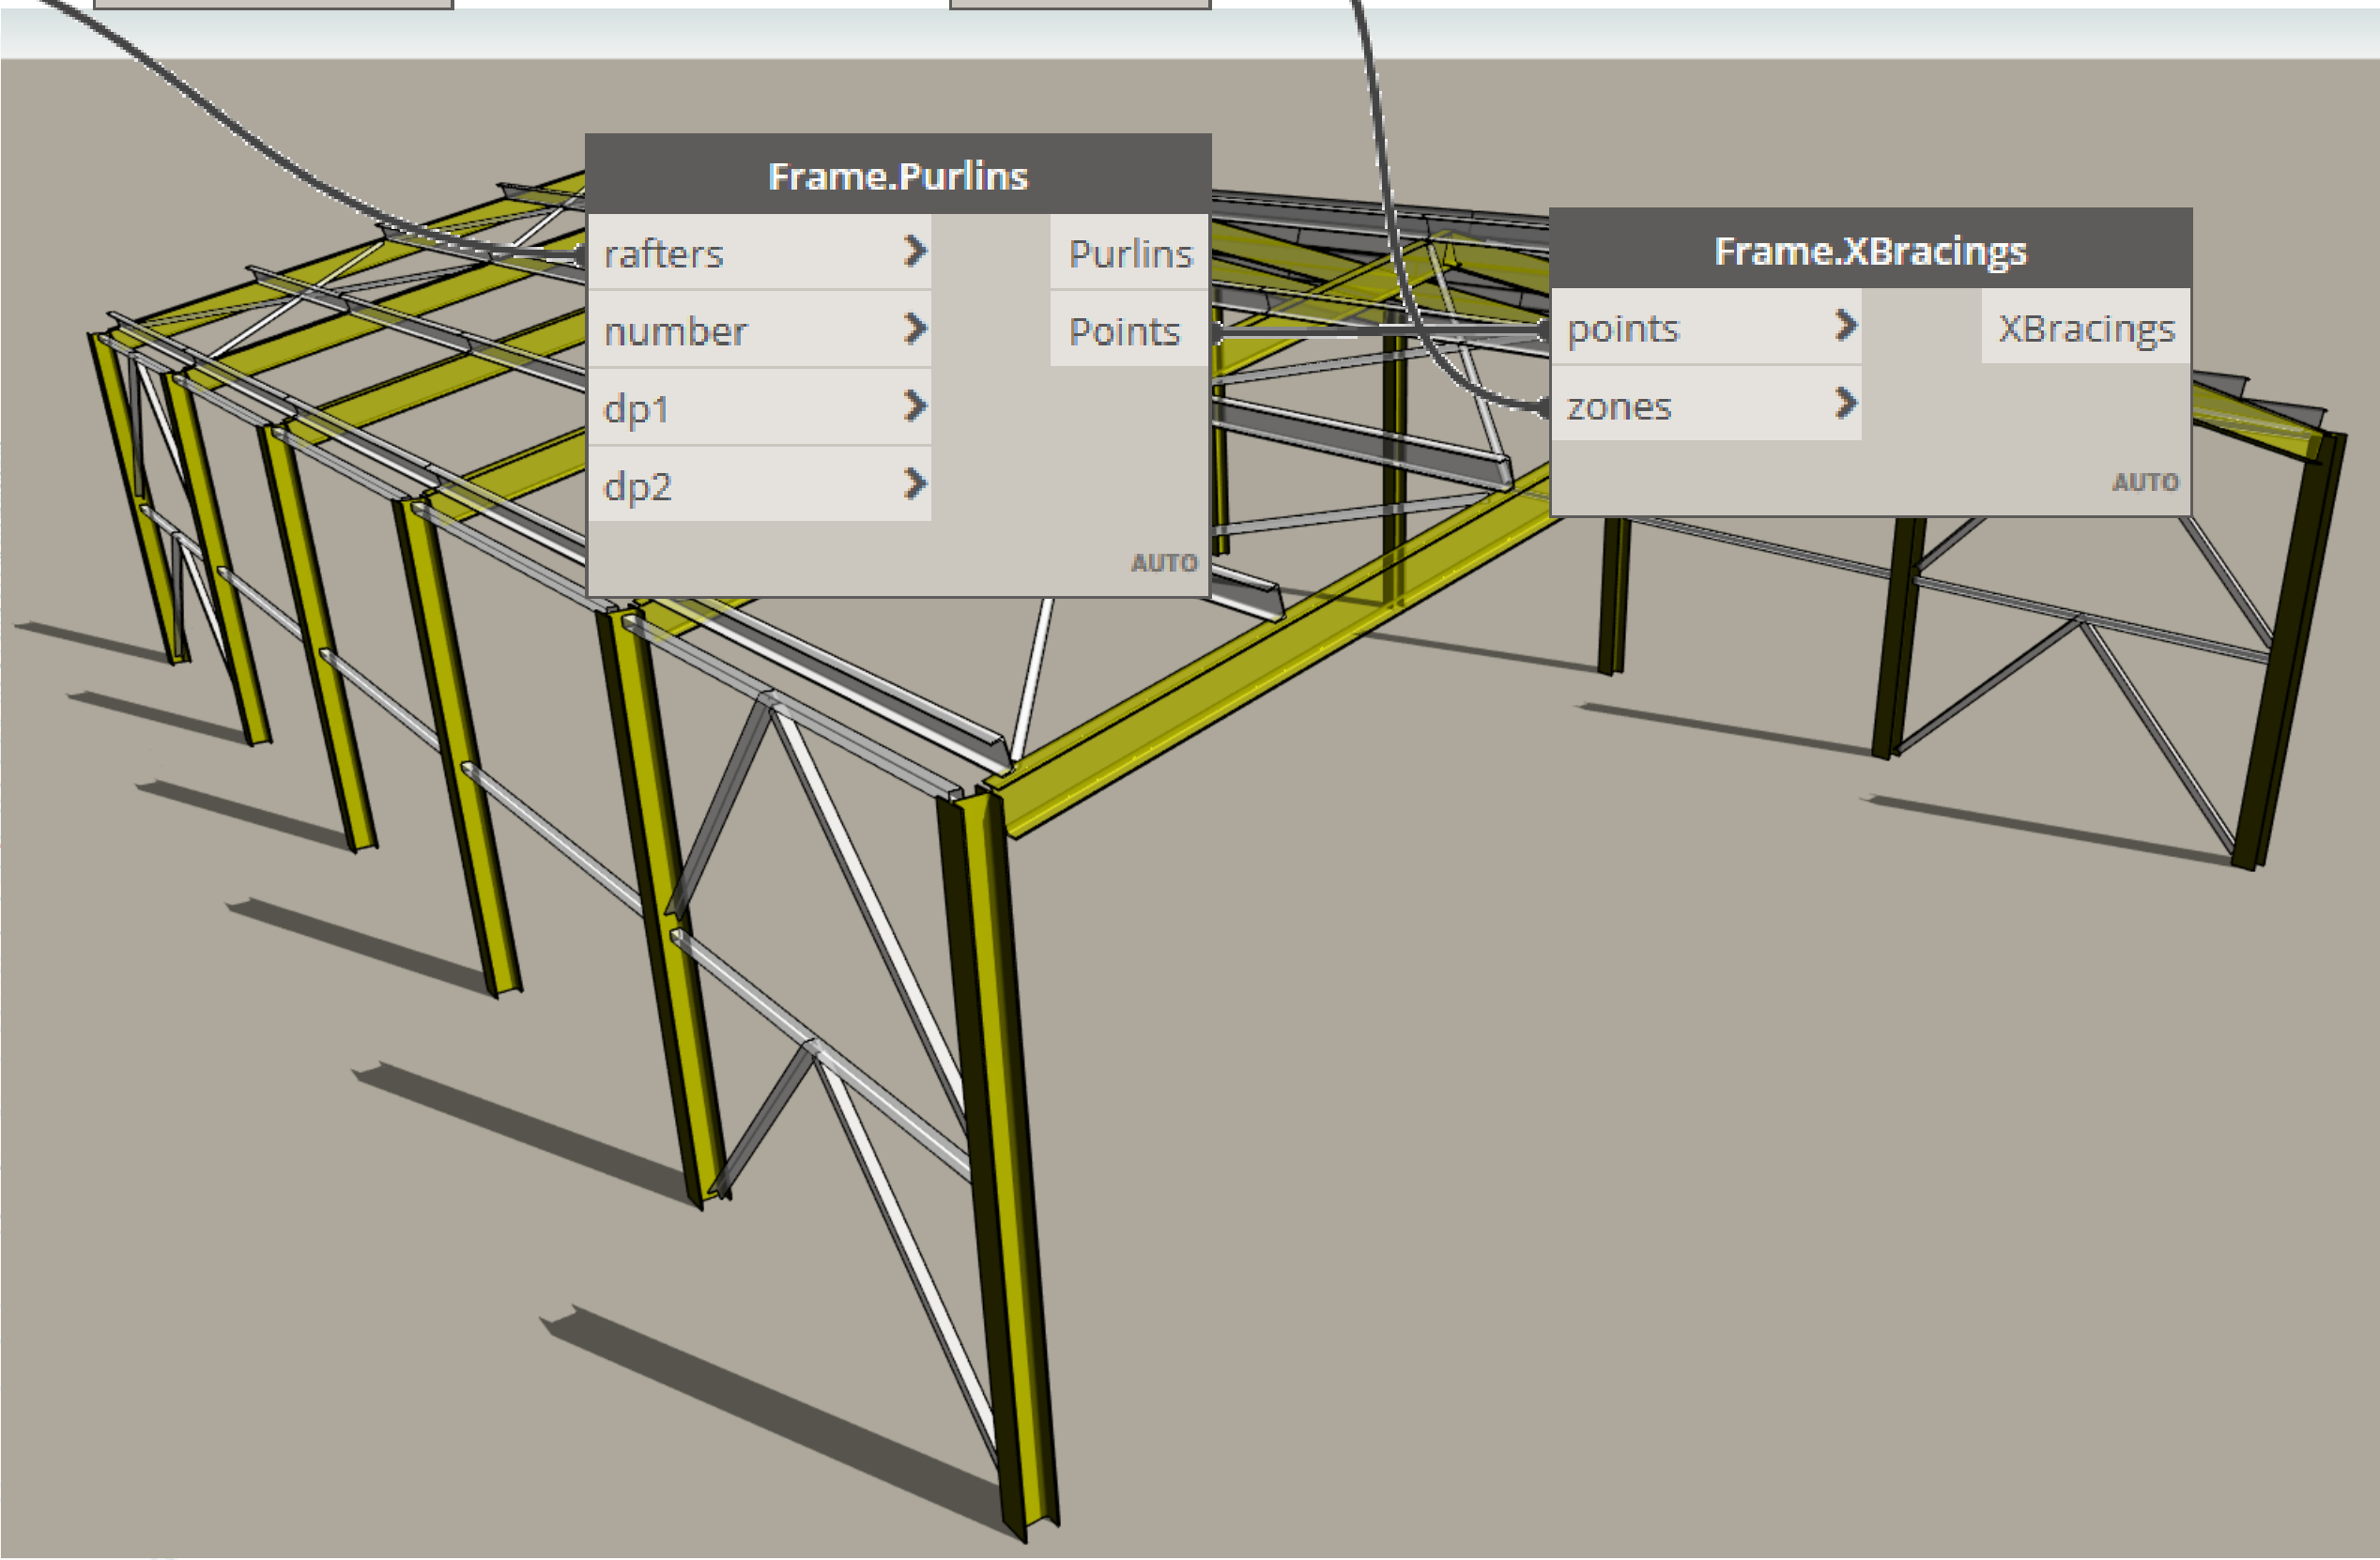 Frame.Purlins
rafters
number
dp1
dp2
Purlins
Points
AUTO
Frame.XBracings
points
zones
XBracings
AUTO